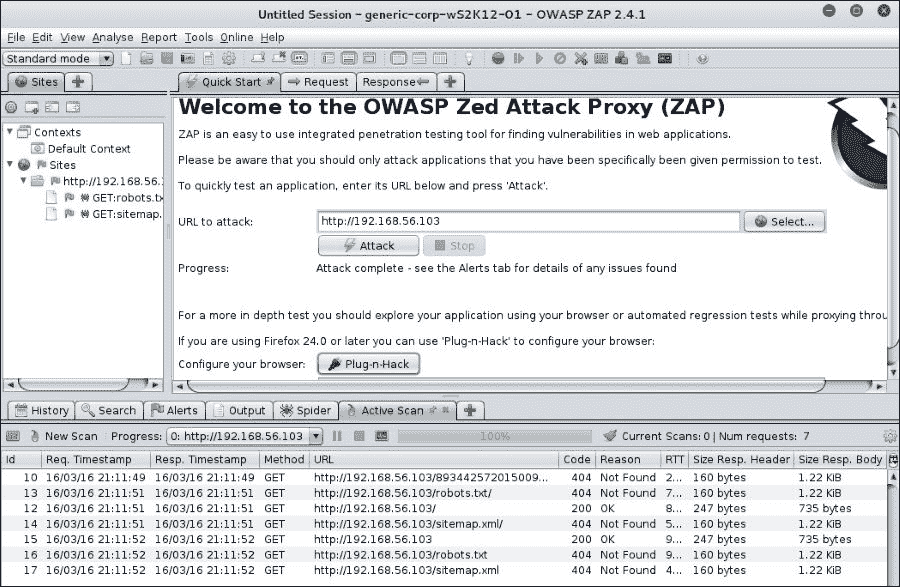 Untitled Session - generic-corp-wS2K12-01 - OWASP ZAP 2.4.1
File Edit View Analyse Report Tools Online Help
Standard mode
Sites
Quick Start Request Response
Contexts
Default Context
Sites
http://192.168.56.
GET:robots.tx
GET:sitemap.
Welcome to the OWASP Zed Attack Proxy (ZAP)
ZAP is an easy to use integrated penetration testing tool for finding vulnerabilities in web applications.
Please be aware that you should only attack applications that you have been specifically been given permission to test.
To quickly test an application, enter its URL below and press 'Attack'.
URL to attack: http://192.168.56.103 Select...
Attack Stop
Progress: Attack complete - see the Alerts tab for details of any issues found
For a more in depth test you should explore your application using your browser or automated regression tests while proxying throu
If you are using Firefox 24.0 or later you can use 'Plug-n-Hack' to configure your browser:
Configure your browser: Plug-n-Hack
History Search Alerts Output Spider Active Scan
New Scan Progress: 0: http://192.168.56.103 100% Current Scans: 0 Num requests: 7
Id Req. Timestamp Resp. Timestamp Method URL Code Reason RTT Size Resp. Header Size Resp. Body
10 16/03/16 21:11:49 16/03/16 21:11:49 GET http://192.168.56.103/893442572015009... 404 Not Found 2... 160 bytes 1.22 KiB
13 16/03/16 21:11:51 16/03/16 21:11:51 GET http://192.168.56.103/robots.txt/ 404 Not Found 7... 160 bytes 1.22 KiB
12 16/03/16 21:11:51 16/03/16 21:11:51 GET http://192.168.56.103/ 200 OK 8... 247 bytes 735 bytes
14 16/03/16 21:11:51 16/03/16 21:11:51 GET http://192.168.56.103/sitemap.xml/ 404 Not Found 5... 160 bytes 1.22 KiB
15 16/03/16 21:11:52 16/03/16 21:11:52 GET http://192.168.56.103 200 OK 9... 247 bytes 735 bytes
16 16/03/16 21:11:52 16/03/16 21:11:52 GET http://192.168.56.103/robots.txt 404 Not Found 9... 160 bytes 1.22 KiB
17 16/03/16 21:11:52 16/03/16 21:11:52 GET http://192.168.56.103/sitemap.xml 404 Not Found 4... 160 bytes 1.22 KiB